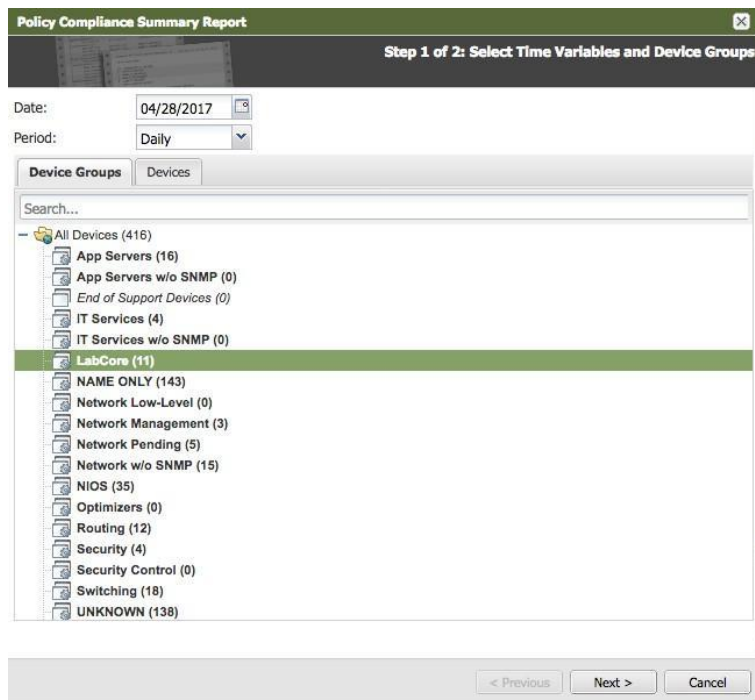 Policy Compliance Summary Report
Step 1 of 2: Select Time Variables and Device Groups
Date: 04/28/2017
Period: Daily
Device Groups Devices
Search...
All Devices (416)
App Servers (16)
App Servers w/o SNMP (0)
End of Support Devices (0)
IT Services (4)
IT Services w/o SNMP (0)
LabCore (11)
NAME ONLY (143)
Network Low-Level (0)
Network Management (3)
Network Pending (5)
Network w/o SNMP (15)
NIOS (35)
Optimizers (0)
Routing (12)
Security (4)
Security Control (0)
Switching (18)
UNKNOWN (138)
< Previous Next > Cancel